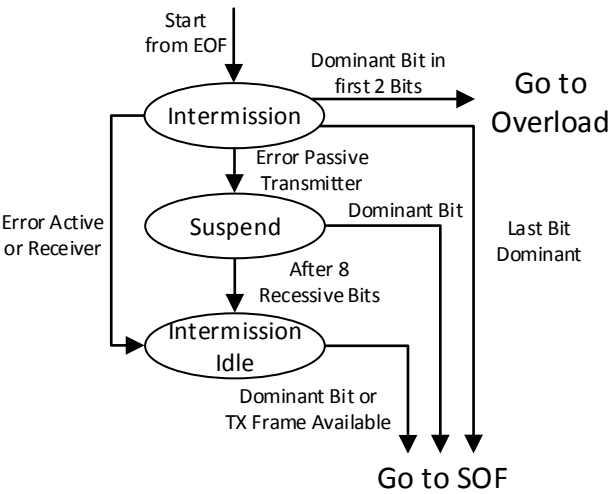 Start
from EOF
Dominant Bit in
first 2 Bits
Go to
Overload
Intermission
Error Passive
Transmitter
Error Active
or Receiver
Suspend
Dominant Bit
Last Bit
Dominant
After 8
Recessive Bits
Intermission
Idle
Dominant Bit or
TX Frame Available
Go to SOF